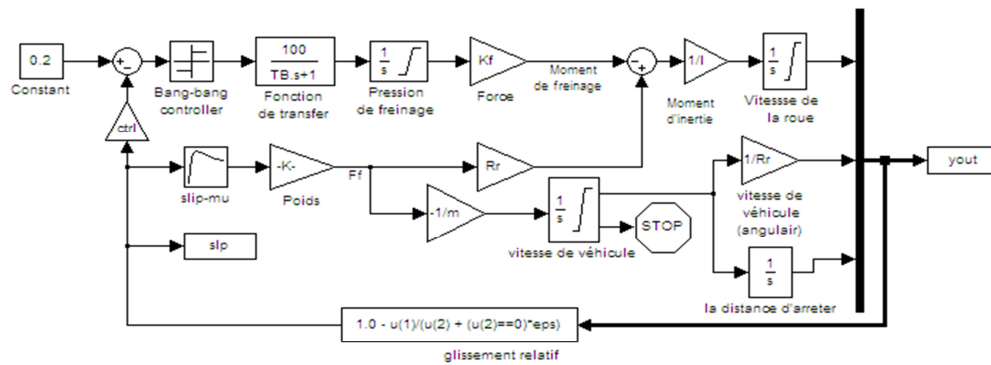 0.2
Constant
+
−
ctrl
Bang-bang
controller
100
TB.s+1
Fonction
de transfer
1
s
Pression
de freinage
Kf
Force
Moment
de freinage
−
+
1/I
Moment
d'inertie
1
s
Vitessse de
la roue
slip-mu
-K-
Poids
Ff
Rr
-1/m
1
s
vitesse de véhicule
STOP
1/Rr
vitesse de
véhicule
(angulair)
1
s
la distance d'arreter
yout
slp
1.0 - u(1)/(u(2) + (u(2)==0)*eps)
glissement relatif